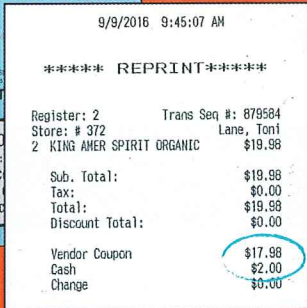 9/9/2016 9:45:07 AM
***** REPRINT*****
Register: 2 Trans Seq #: 879584
Store: # 372 Lane, Toni
2 KING AMER SPIRIT ORGANIC $19.98
Sub. Total: $19.98
Tax: $0.00
Total: $19.98
Discount Total: $0.00
Vendor Coupon $17.98
Cash $2.00
Change $0.00